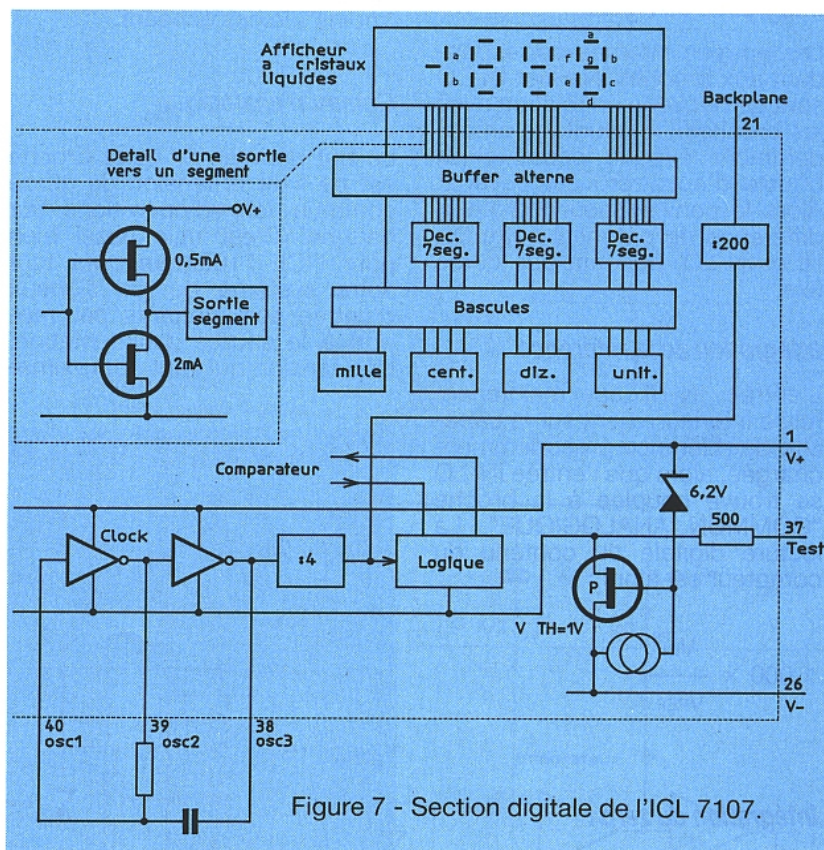 Afficheur
a cristaux
liquides
a
b
a
f
g
b
e
c
d
Backplane
21
Detail d'une sortie
vers un segment
Buffer alterne
V+
0,5mA
Sortie
segment
2mA
Dec.
7seg.
Dec.
7seg.
Dec.
7seg.
:200
Bascules
mille
cent.
diz.
unit.
Comparateur
1
V+
6,2V
Clock
500
37
Test
:4
Logique
P
V TH=1V
26
V-
40
osc1
39
osc2
38
osc3
Figure 7 - Section digitale de l'ICL 7107.